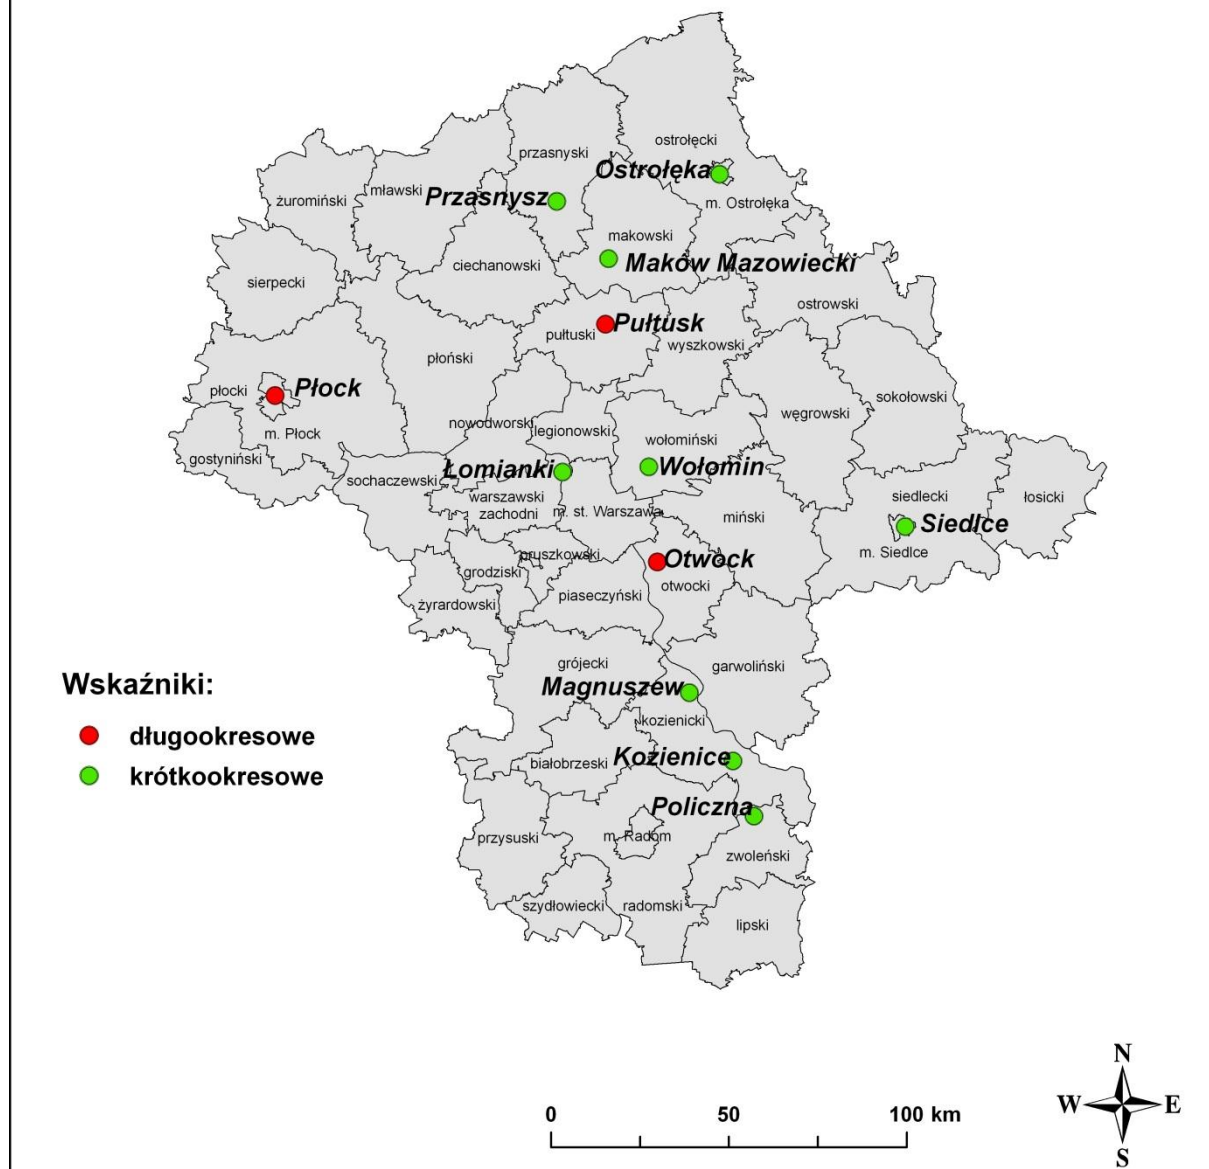 ostrołęcki
przasnyski
Ostrołęka
mławski
Przasnysz
żuromiński
m. Ostrołęka
makowski
ciechanowski
Maków Mazowiecki
sierpecki
ostrowski
Pułtusk
pułtuski
wyszkowski
płoński
Płock
płocki
sokołowski
węgrowski
nowodworski
legionowski
m. Płock
wołomiński
gostyniński
Łomianki
Wołomin
sochaczewski
warszawski
zachodni
siedlecki
łosicki
m. st. Warszawa
miński
Siedlce
m. Siedlce
pruszkowski
Otwock
grodziski
otwocki
piaseczyński
żyrardowski
grójecki
garwoliński
Wskaźniki:
Magnuszew
kozienicki
długookresowe
Kozienice
białobrzeski
krótkookresowe
Policzna
m. Radom
przysuski
zwoleński
szydłowiecki
radomski
lipski
N
W
E
S
0 50 100 km